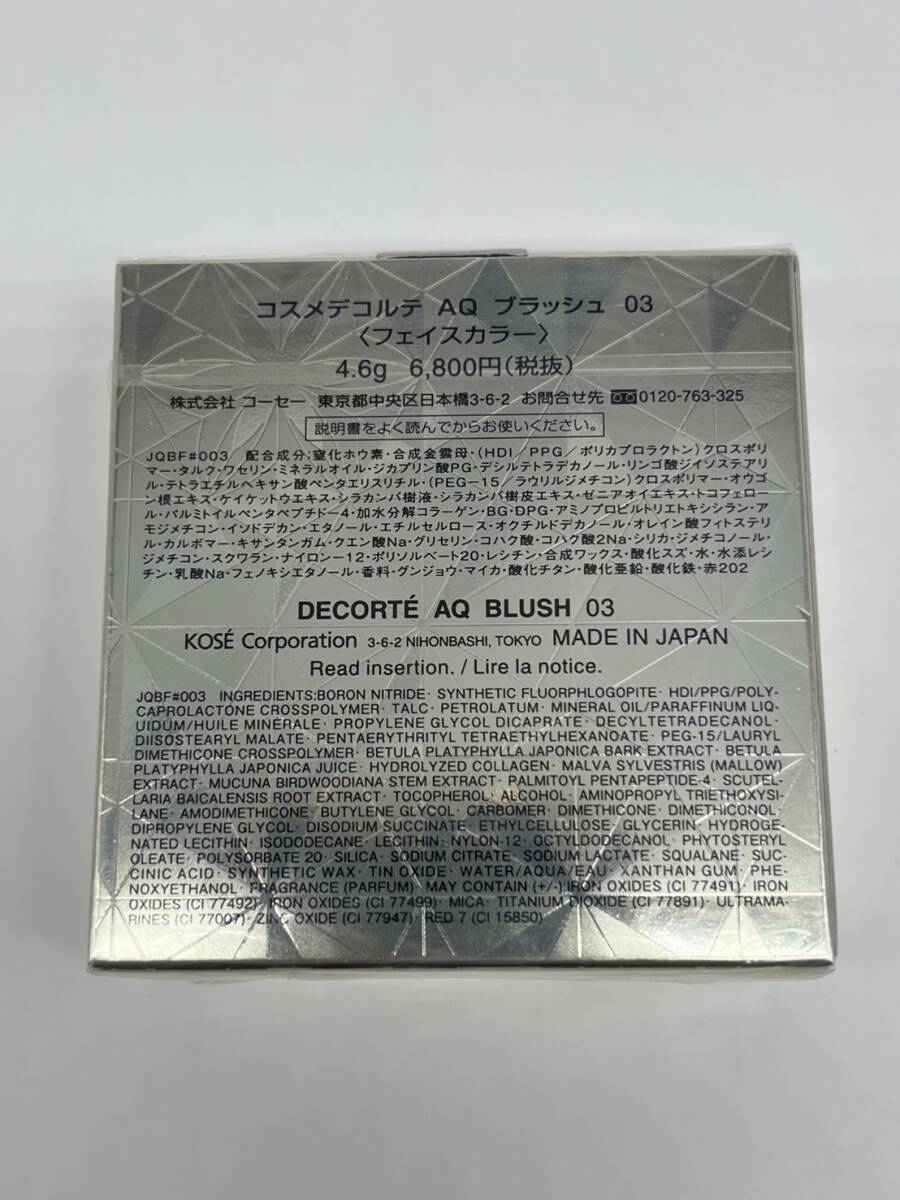 コスメデコルテ AQ ブラッシュ 03
〈フェイスカラー〉
4.6g 6,800円(税抜)
株式会社 コーセー 東京都中央区日本橋3-6-2 お問合せ先 0120-763-325
説明書をよく読んでからお使いください。
JQBF#003 配合成分;窒化ホウ素・合成金雲母・(HDI/PPG/ポリカプロラクトン)クロスポリ
マー・タルク・ワセリン・ミネラルオイル・ジカプリン酸PG・デシルテトラデカノール・リンゴ酸ジイソステアリ
ル・テトラエチルヘキサン酸ペンタエリスリチル・(PEG-15/ラウリルジメチコン)クロスポリマー・オウゴ
ン根エキス・ケイケットウエキス・シラカンバ樹液・シラカンバ樹皮エキス・ゼニアオイエキス・トコフェロ
ール・パルミトイルペンタペプチド-4・加水分解コラーゲン・BG・DPG・アミノプロピルトリエトキシシラン・ア
モジメチコン・イソドデカン・エタノール・エチルセルロース・オクチルドデカノール・オレイン酸フィトステリ
ル・カルボマー・キサンタンガム・クエン酸Na・グリセリン・コハク酸・コハク酸2Na・シリカ・ジメチコノール・
ジメチコン・スクワラン・ナイロン-12・ポリソルベート20・レシチン・合成ワックス・酸化スズ・水・水添レシ
チン・乳酸Na・フェノキシエタノール・香料・グンジョウ・マイカ・酸化チタン・酸化亜鉛・酸化鉄・赤202
DECORTÉ AQ BLUSH 03
KOSÉ Corporation 3-6-2 NIHONBASHI, TOKYO MADE IN JAPAN
Read insertion. / Lire la notice.
JQBF#003 INGREDIENTS:BORON NITRIDE· SYNTHETIC FLUORPHLOGOPITE· HDI/PPG/POLY-
CAPROLACTONE CROSSPOLYMER· TALC· PETROLATUM· MINERAL OIL/PARAFFINUM LIQ-
UIDUM/HUILE MINÉRALE· PROPYLENE GLYCOL DICAPRATE· DECYLTETRADECANOL·
DIISOSTEARYL MALATE· PENTAERYTHRITYL TETRAETHYLHEXANOATE· PEG-15/LAURYL
DIMETHICONE CROSSPOLYMER· BETULA PLATYPHYLLA JAPONICA BARK EXTRACT· BETULA
PLATYPHYLLA JAPONICA JUICE· HYDROLYZED COLLAGEN· MALVA SYLVESTRIS (MALLOW)
EXTRACT· MUCUNA BIRDWOODIANA STEM EXTRACT· PALMITOYL PENTAPEPTIDE-4· SCUTEL-
LARIA BAICALENSIS ROOT EXTRACT· TOCOPHEROL· ALCOHOL· AMINOPROPYL TRIETHOXYSI-
LANE· AMODIMETHICONE· BUTYLENE GLYCOL· CARBOMER· DIMETHICONE· DIMETHICONOL·
DIPROPYLENE GLYCOL· DISODIUM SUCCINATE· ETHYLCELLULOSE· GLYCERIN· HYDROGE-
NATED LECITHIN· ISODODECANE· LECITHIN· NYLON-12· OCTYLDODECANOL· PHYTOSTERYL
OLEATE· POLYSORBATE 20· SILICA· SODIUM CITRATE· SODIUM LACTATE· SQUALANE· SUC-
CINIC ACID· SYNTHETIC WAX· TIN OXIDE· WATER/AQUA/EAU· XANTHAN GUM· PHE-
NOXYETHANOL· FRAGRANCE (PARFUM)· MAY CONTAIN (+/-):IRON OXIDES (CI 77491)· IRON
OXIDES (CI 77492)· IRON OXIDES (CI 77499)· MICA· TITANIUM DIOXIDE (CI 77891)· ULTRAMA-
RINES (CI 77007)· ZINC OXIDE (CI 77947)· RED 7 (CI 15850)